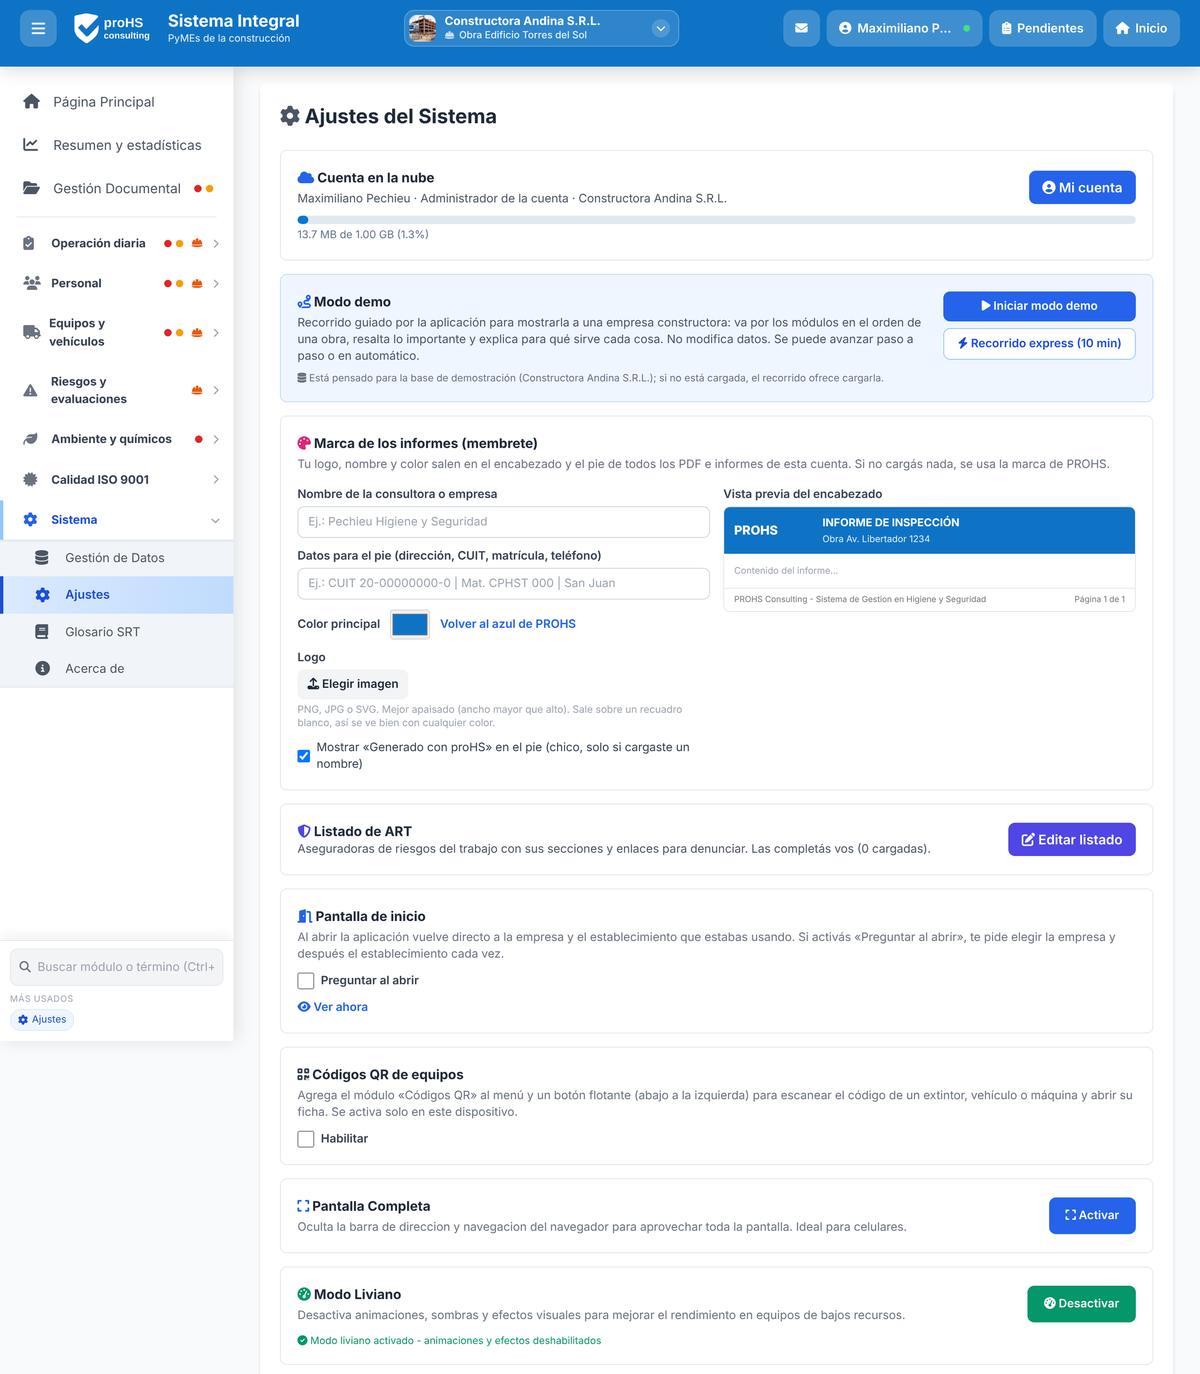 proHS
consulting
Sistema Integral
PyMEs de la construcción
Constructora Andina S.R.L.
Obra Edificio Torres del Sol
Maximiliano P...
Pendientes
Inicio
Página Principal
Resumen y estadísticas
Gestión Documental
Operación diaria
Personal
Equipos y
vehículos
Riesgos y
evaluaciones
Ambiente y químicos
Calidad ISO 9001
Sistema
Gestión de Datos
Ajustes
Glosario SRT
Acerca de
Buscar módulo o término (Ctrl+
MÁS USADOS
Ajustes
Ajustes del Sistema
Cuenta en la nube
Maximiliano Pechieu · Administrador de la cuenta · Constructora Andina S.R.L.
13.7 MB de 1.00 GB (1.3%)
Mi cuenta
Modo demo
Recorrido guiado por la aplicación para mostrarla a una empresa constructora: va por los módulos en el orden de
una obra, resalta lo importante y explica para qué sirve cada cosa. No modifica datos. Se puede avanzar paso a
paso o en automático.
Está pensado para la base de demostración (Constructora Andina S.R.L.); si no está cargada, el recorrido ofrece cargarla.
Iniciar modo demo
Recorrido express (10 min)
Marca de los informes (membrete)
Tu logo, nombre y color salen en el encabezado y el pie de todos los PDF e informes de esta cuenta. Si no cargás nada, se usa la marca de PROHS.
Nombre de la consultora o empresa
Ej.: Pechieu Higiene y Seguridad
Datos para el pie (dirección, CUIT, matrícula, teléfono)
Ej.: CUIT 20-00000000-0 | Mat. CPHST 000 | San Juan
Color principal
Volver al azul de PROHS
Logo
Elegir imagen
PNG, JPG o SVG. Mejor apaisado (ancho mayor que alto). Sale sobre un recuadro
blanco, así se ve bien con cualquier color.
Mostrar «Generado con proHS» en el pie (chico, solo si cargaste un
nombre)
Vista previa del encabezado
PROHS
INFORME DE INSPECCIÓN
Obra Av. Libertador 1234
Contenido del informe...
PROHS Consulting - Sistema de Gestion en Higiene y Seguridad
Página 1 de 1
Listado de ART
Aseguradoras de riesgos del trabajo con sus secciones y enlaces para denunciar. Las completás vos (0 cargadas).
Editar listado
Pantalla de inicio
Al abrir la aplicación vuelve directo a la empresa y el establecimiento que estabas usando. Si activás «Preguntar al abrir», te pide elegir la empresa y
después el establecimiento cada vez.
Preguntar al abrir
Ver ahora
Códigos QR de equipos
Agrega el módulo «Códigos QR» al menú y un botón flotante (abajo a la izquierda) para escanear el código de un extintor, vehículo o máquina y abrir su
ficha. Se activa solo en este dispositivo.
Habilitar
Pantalla Completa
Oculta la barra de direccion y navegacion del navegador para aprovechar toda la pantalla. Ideal para celulares.
Activar
Modo Liviano
Desactiva animaciones, sombras y efectos visuales para mejorar el rendimiento en equipos de bajos recursos.
Modo liviano activado - animaciones y efectos deshabilitados
Desactivar